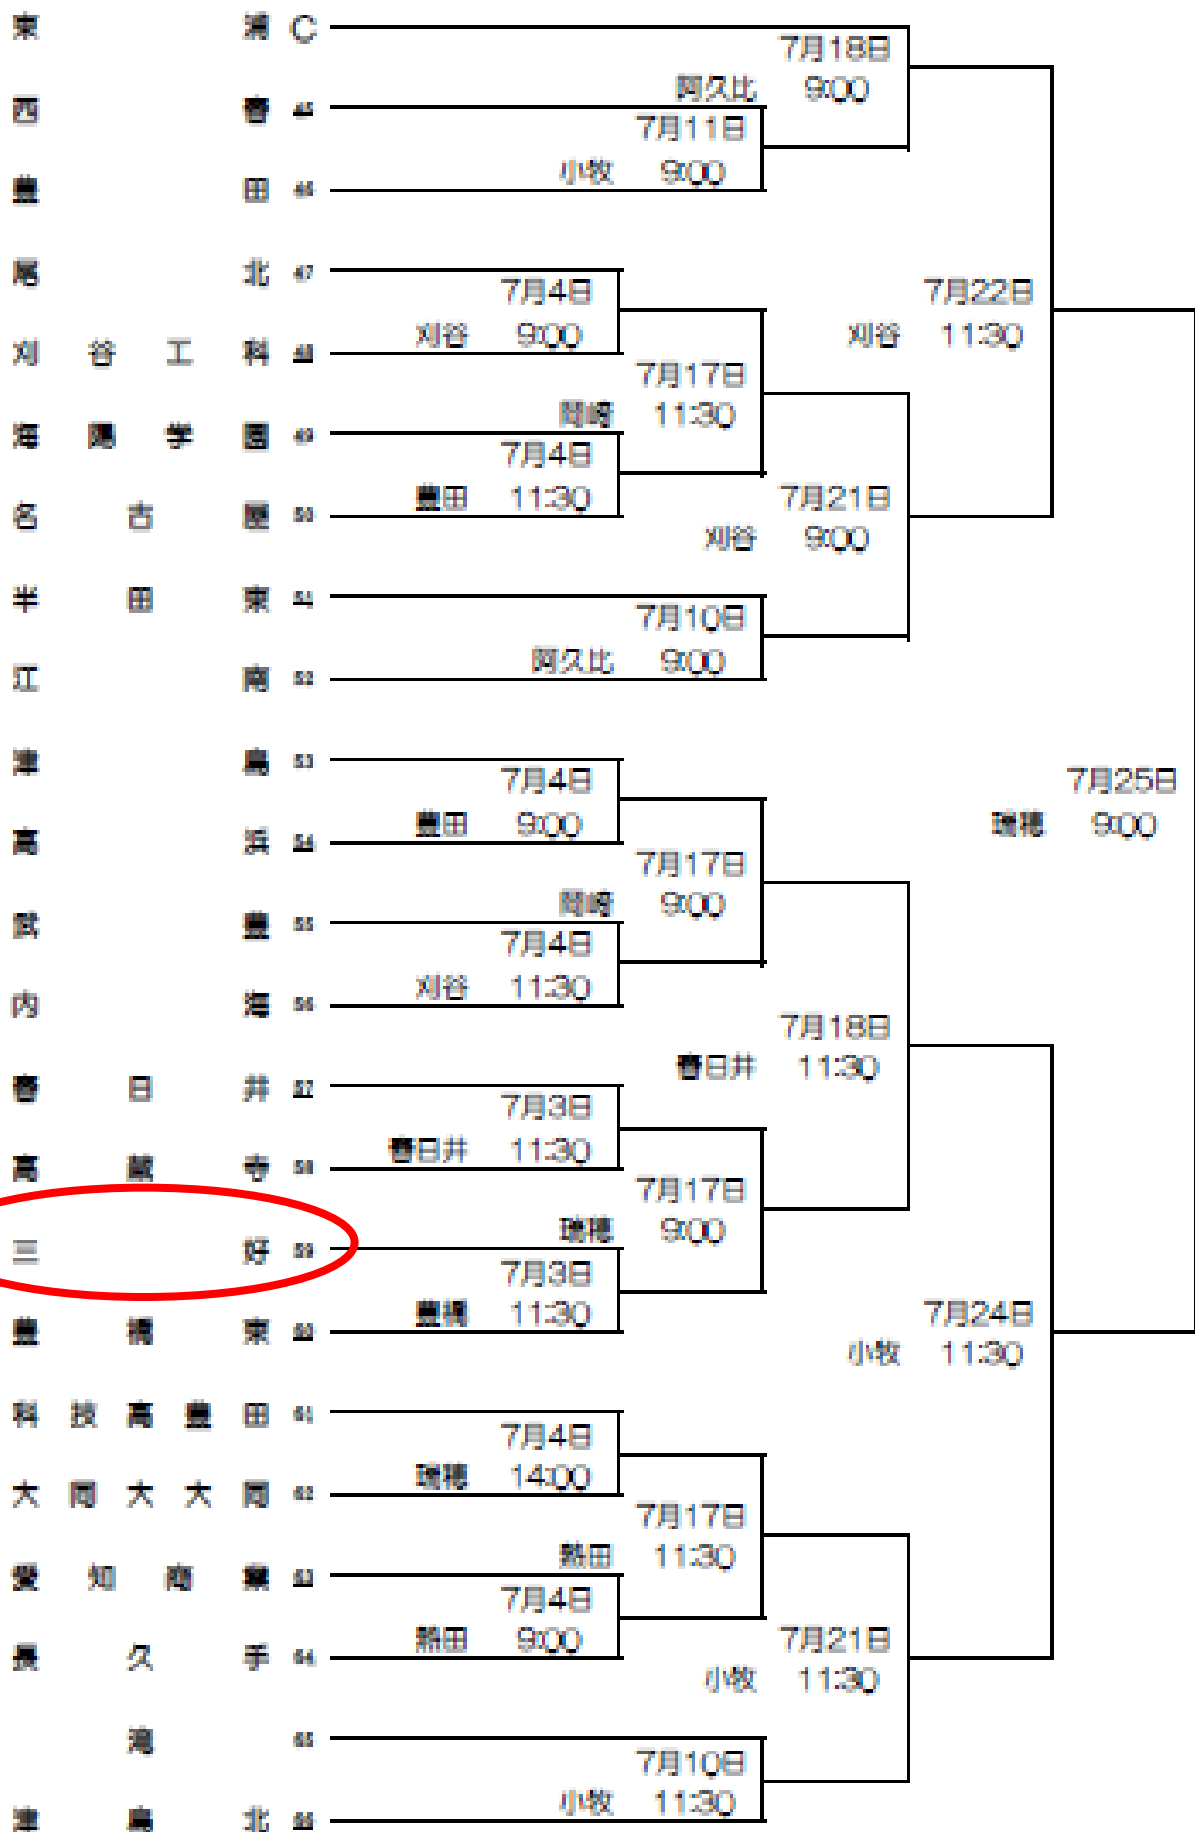 東浦 C
7月18日
阿久比 9:00
西春 45
7月11日
小牧 9:00
豊田 46
尾北 47
7月4日
7月22日
刈谷 9:00
刈谷 11:30
刈谷工科 48
7月17日
岡崎 11:30
海陽学園 49
7月4日
豊田 11:30
7月21日
名古屋 50
刈谷 9:00
半田東 51
7月10日
阿久比 9:00
江南 52
津島 53
7月4日
7月25日
豊田 9:00
瑞穂 9:00
高浜 54
7月17日
岡崎 9:00
武豊 55
7月4日
刈谷 11:30
内海 56
7月18日
春日井 11:30
春日井 57
7月3日
春日井 11:30
高蔵寺 58
7月17日
瑞穂 9:00
三好 59
7月3日
豊橋 11:30
7月24日
豊橋東 60
小牧 11:30
科技高豊田 61
7月4日
瑞穂 14:00
大同大大同 62
7月17日
熱田 11:30
愛知商業 63
7月4日
熱田 9:00
7月21日
長久手 64
小牧 11:30
滝 65
7月10日
小牧 11:30
津島北 66